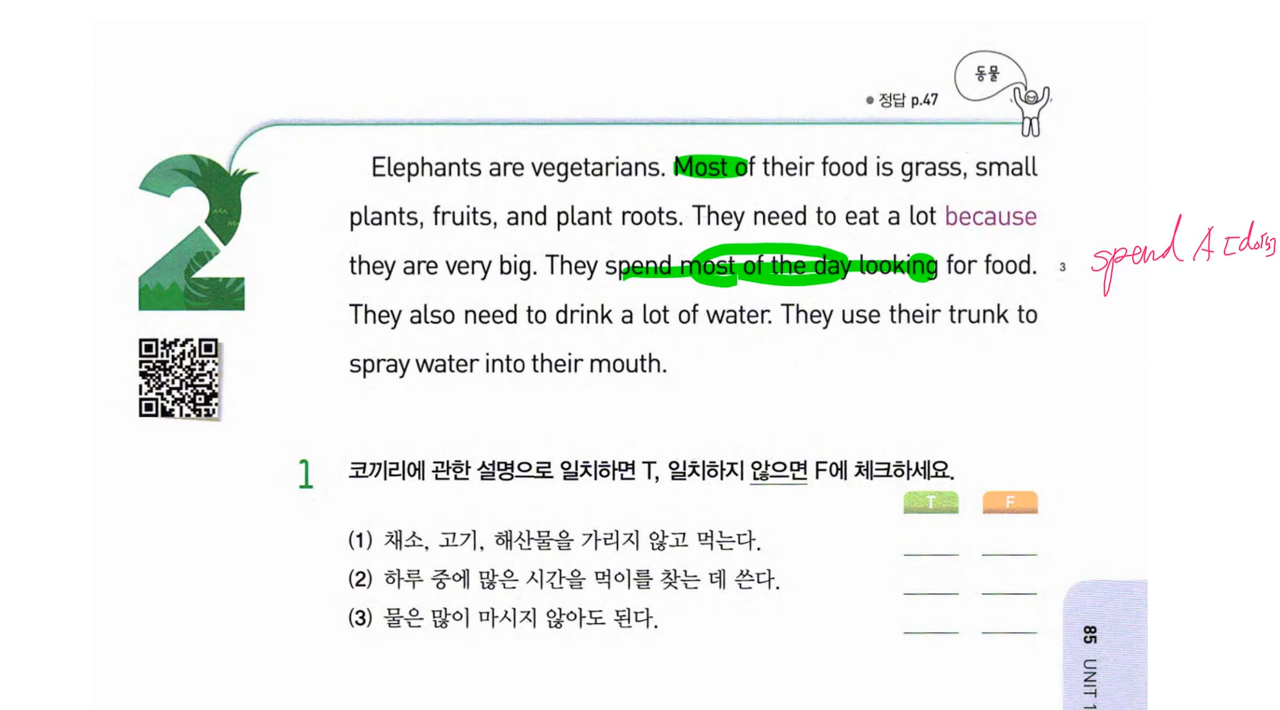 동물
정답 p.47
2
Elephants are vegetarians. Most of their food is grass, small
plants, fruits, and plant roots. They need to eat a lot because
they are very big. They spend most of the day looking for food.
3
They also need to drink a lot of water. They use their trunk to
spray water into their mouth.
spend A [doing]
1 코끼리에 관한 설명으로 일치하면 T, 일치하지 않으면 F에 체크하세요.
T F
(1) 채소, 고기, 해산물을 가리지 않고 먹는다.
(2) 하루 중에 많은 시간을 먹이를 찾는 데 쓴다.
(3) 물은 많이 마시지 않아도 된다.
85 UNIT 1